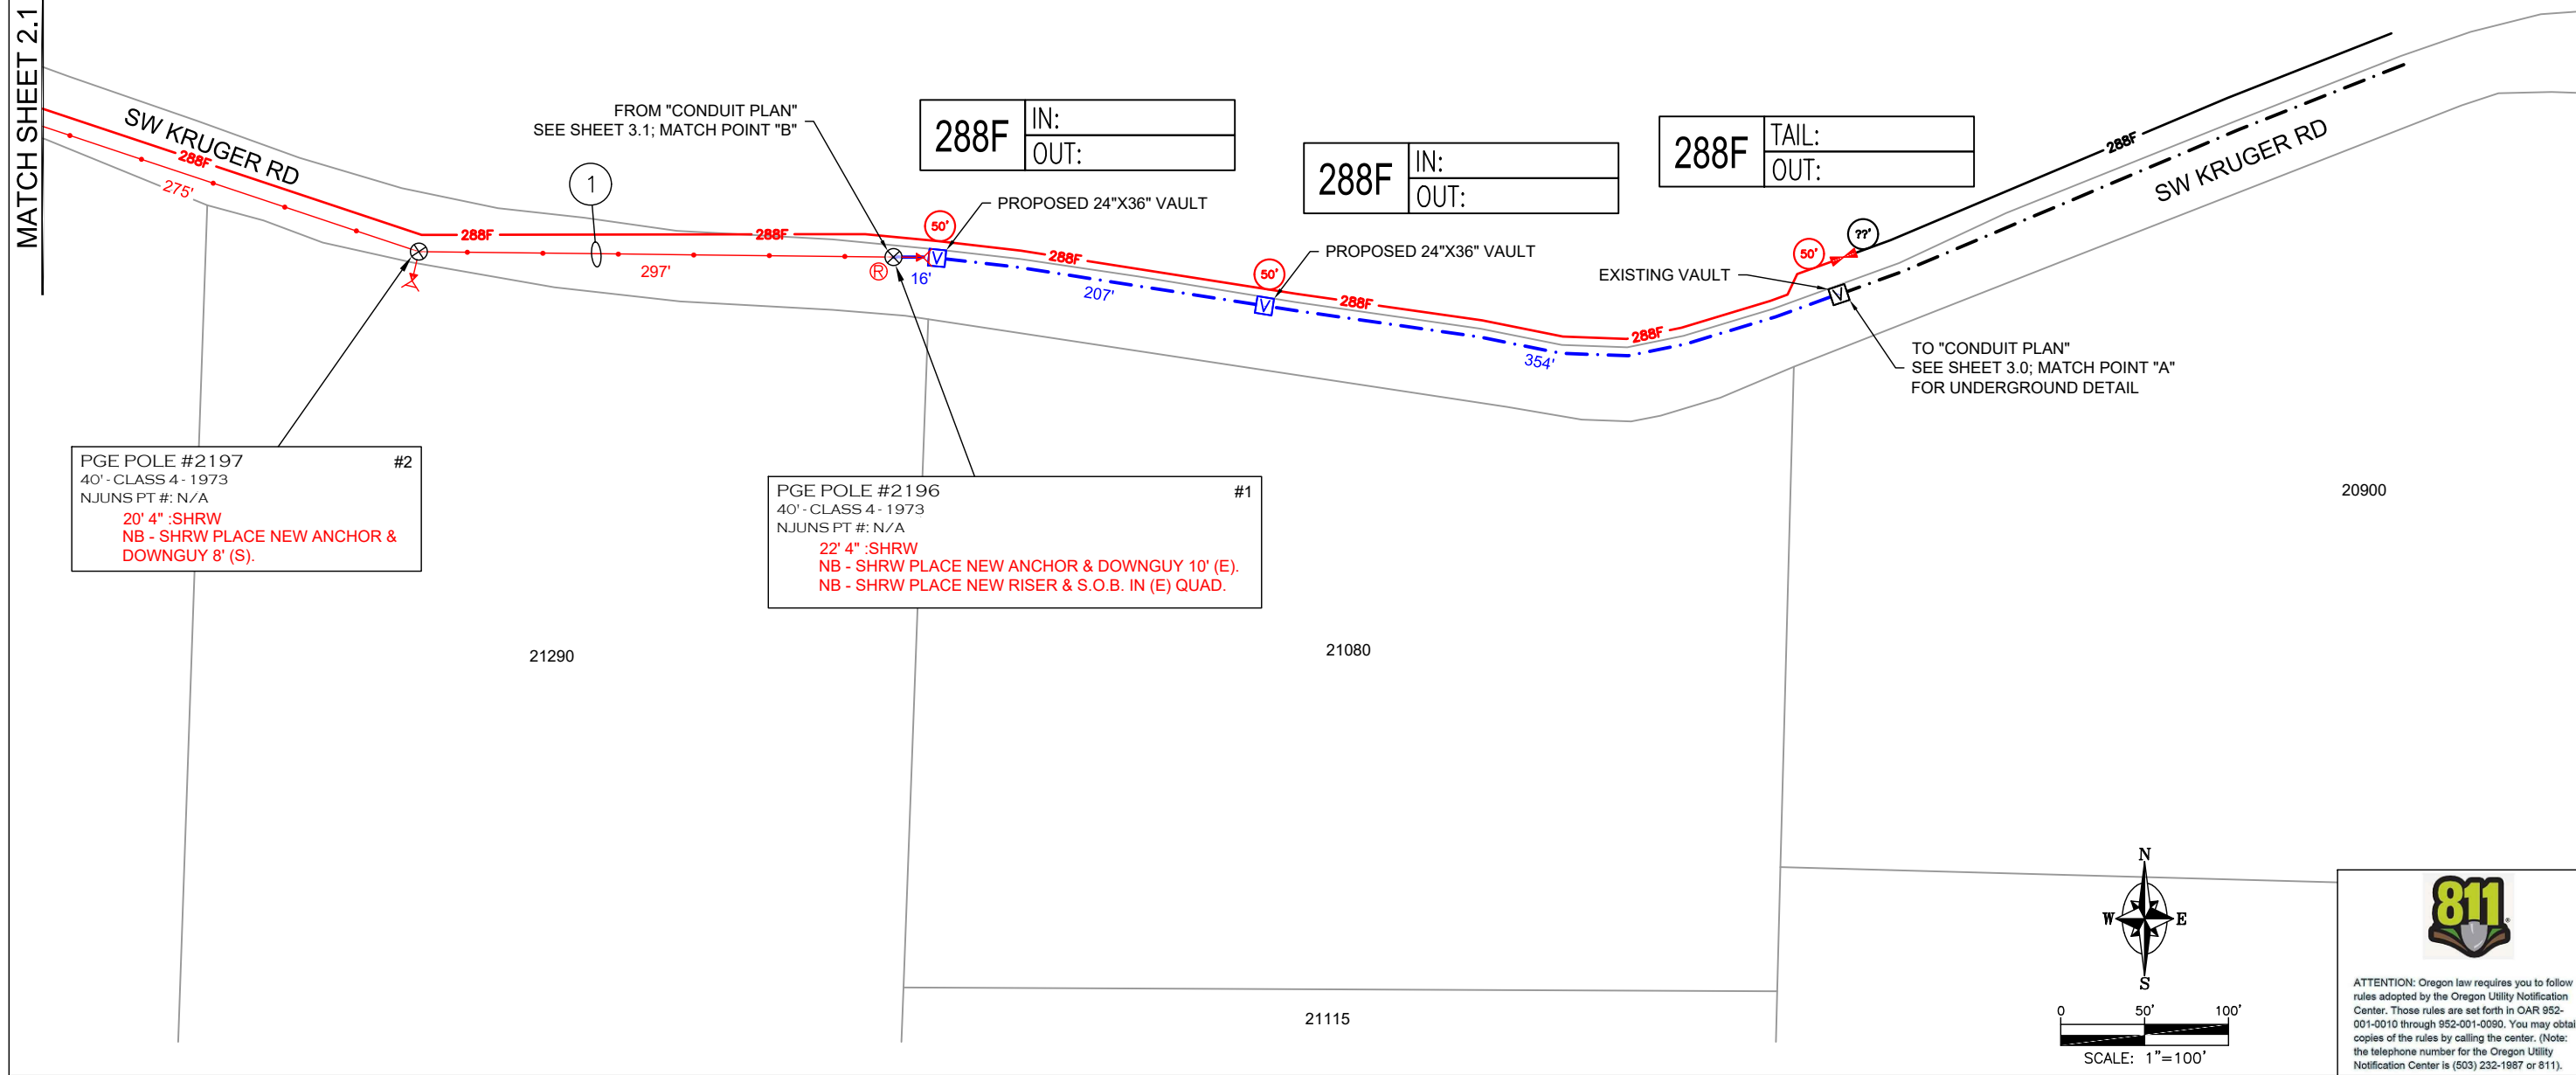 MATCH SHEET 2.1
SW KRUGER RD
288F
275'
FROM "CONDUIT PLAN"
SEE SHEET 3.1; MATCH POINT "B"
1
288F
288F
297'
R
16'
288F
IN:
OUT:
50'
PROPOSED 24"X36" VAULT
V
288F
207'
288F
IN:
OUT:
50'
PROPOSED 24"X36" VAULT
V
288F
354'
288F
288F
TAIL:
OUT:
50'
??'
EXISTING VAULT
V
288F
SW KRUGER RD
TO "CONDUIT PLAN"
SEE SHEET 3.0; MATCH POINT "A"
FOR UNDERGROUND DETAIL
PGE POLE #2197 #2
40' - CLASS 4 - 1973
NJUNS PT #: N/A
20' 4" :SHRW
NB - SHRW PLACE NEW ANCHOR &
DOWNGUY 8' (S).
PGE POLE #2196 #1
40' - CLASS 4 - 1973
NJUNS PT #: N/A
22' 4" :SHRW
NB - SHRW PLACE NEW ANCHOR & DOWNGUY 10' (E).
NB - SHRW PLACE NEW RISER & S.O.B. IN (E) QUAD.
20900
21290
21080
21115
N
W E
S
0 50' 100'
SCALE: 1"=100'
811
ATTENTION: Oregon law requires you to follow
rules adopted by the Oregon Utility Notification
Center. Those rules are set forth in OAR 952-
001-0010 through 952-001-0090. You may obtai
copies of the rules by calling the center. (Note:
the telephone number for the Oregon Utility
Notification Center is (503) 232-1987 or 811).